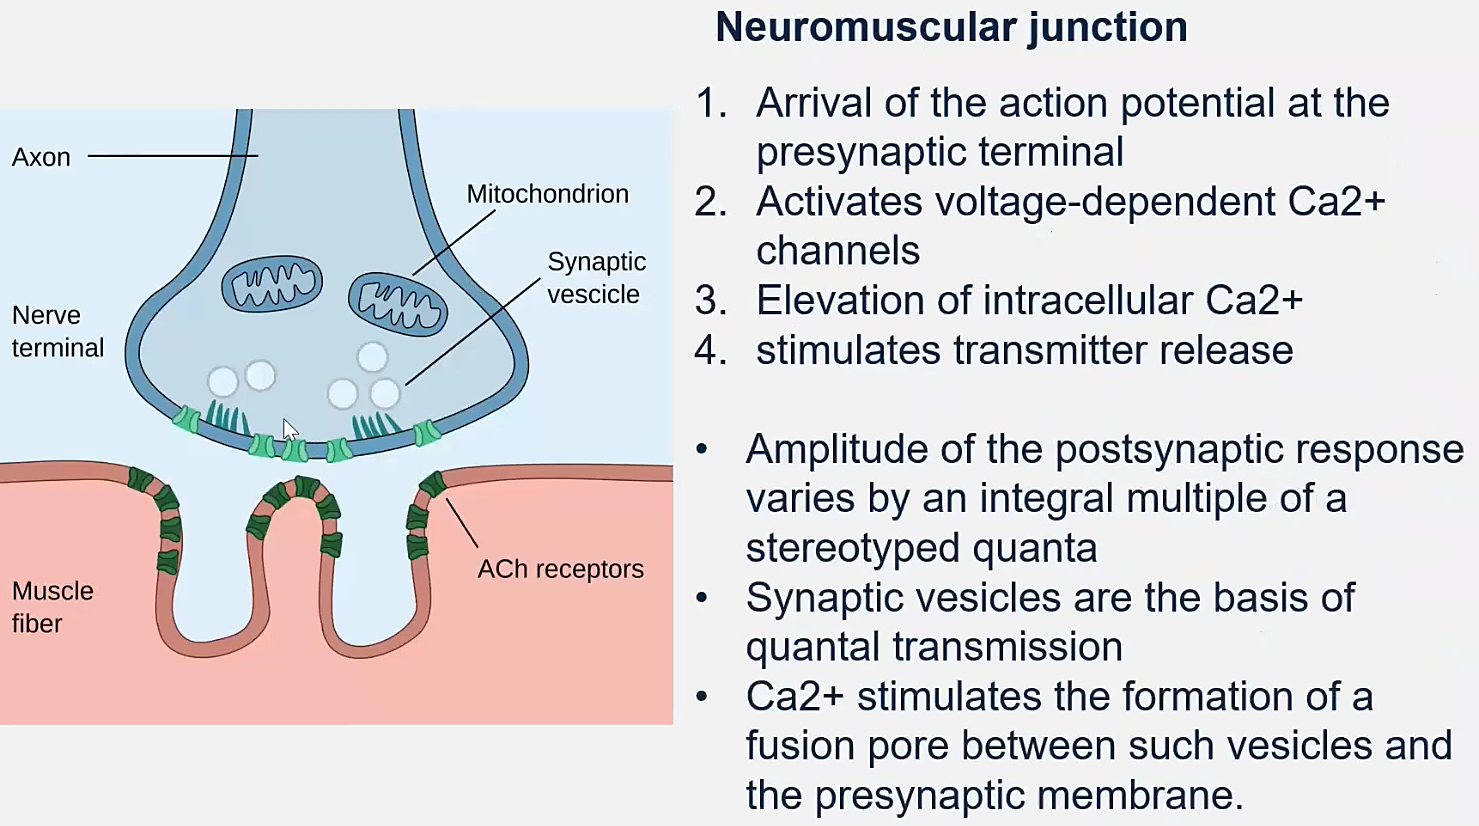 Neuromuscular junction
1. Arrival of the action potential at the
presynaptic terminal
2. Activates voltage-dependent Ca2+
channels
3. Elevation of intracellular Ca2+
4. stimulates transmitter release
• Amplitude of the postsynaptic response
varies by an integral multiple of a
stereotyped quanta
• Synaptic vesicles are the basis of
quantal transmission
• Ca2+ stimulates the formation of a
fusion pore between such vesicles and
the presynaptic membrane.
Axon
Mitochondrion
Synaptic
vescicle
Nerve
terminal
ACh receptors
Muscle
fiber